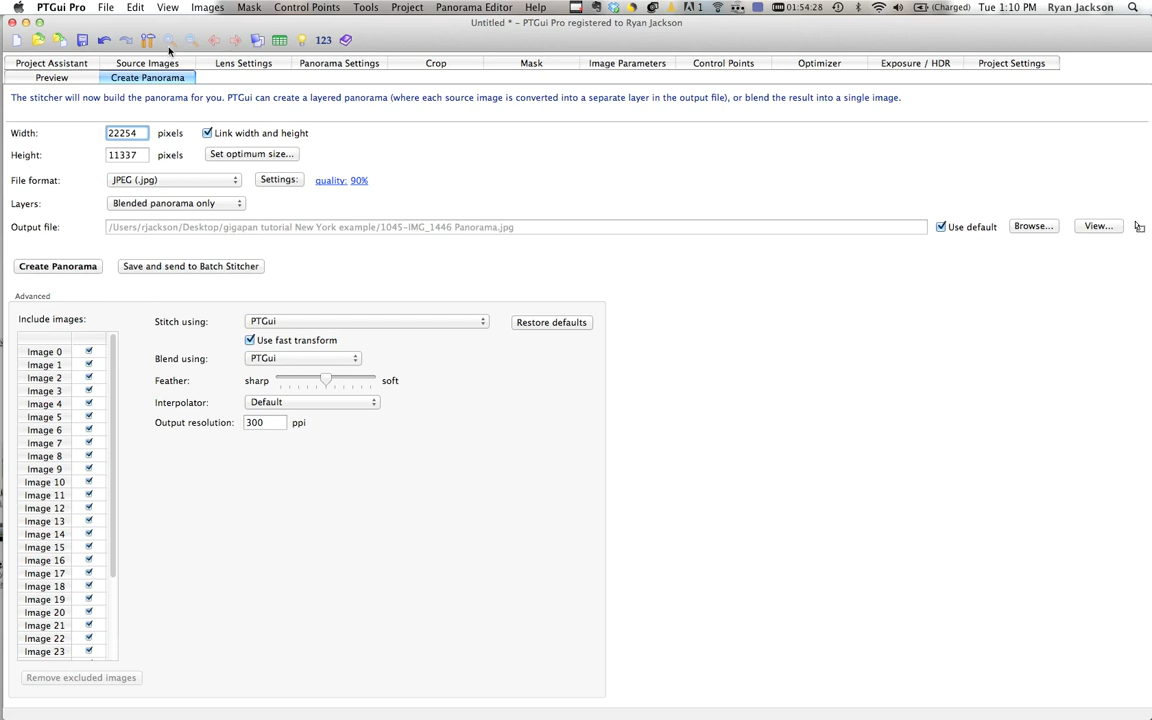 PTGui Pro File Edit View Images Mask Control Points Tools Project Panorama Editor Help 1 01:54:28 (Charged) Tue 1:10 PM Ryan Jackson
Untitled * - PTGui Pro registered to Ryan Jackson
123
Project Assistant Source Images Lens Settings Panorama Settings Crop Mask Image Parameters Control Points Optimizer Exposure / HDR Project Settings
Preview Create Panorama
The stitcher will now build the panorama for you. PTGui can create a layered panorama (where each source image is converted into a separate layer in the output file), or blend the result into a single image.
Width: 22254 pixels Link width and height
Height: 11337 pixels Set optimum size...
File format: JPEG (.jpg) Settings: quality: 90%
Layers: Blended panorama only
Output file: /Users/rjackson/Desktop/gigapan tutorial New York example/1045-IMG_1446 Panorama.jpg Use default Browse... View...
Create Panorama Save and send to Batch Stitcher
Advanced
Include images: Stitch using: PTGui Restore defaults
Use fast transform
Image 0
Blend using: PTGui
Image 1
Image 2
Feather: sharp soft
Image 3
Image 4
Interpolator: Default
Image 5
Output resolution: 300 ppi
Image 6
Image 7
Image 8
Image 9
Image 10
Image 11
Image 12
Image 13
Image 14
Image 15
Image 16
Image 17
Image 18
Image 19
Image 20
Image 21
Image 22
Image 23
Remove excluded images